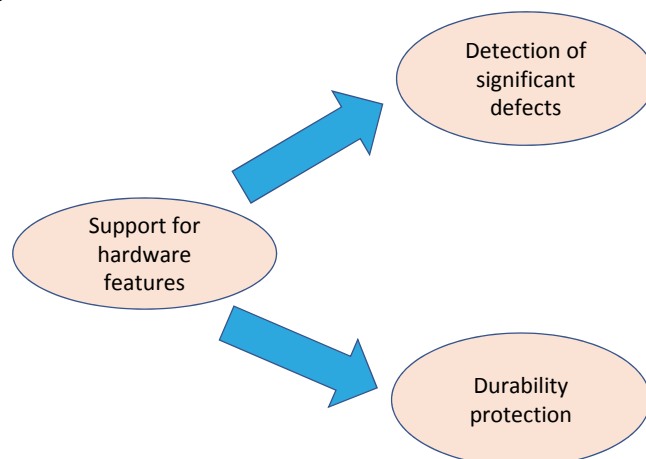 Detection of
significant
defects
Support for
hardware
features
Durability
protection